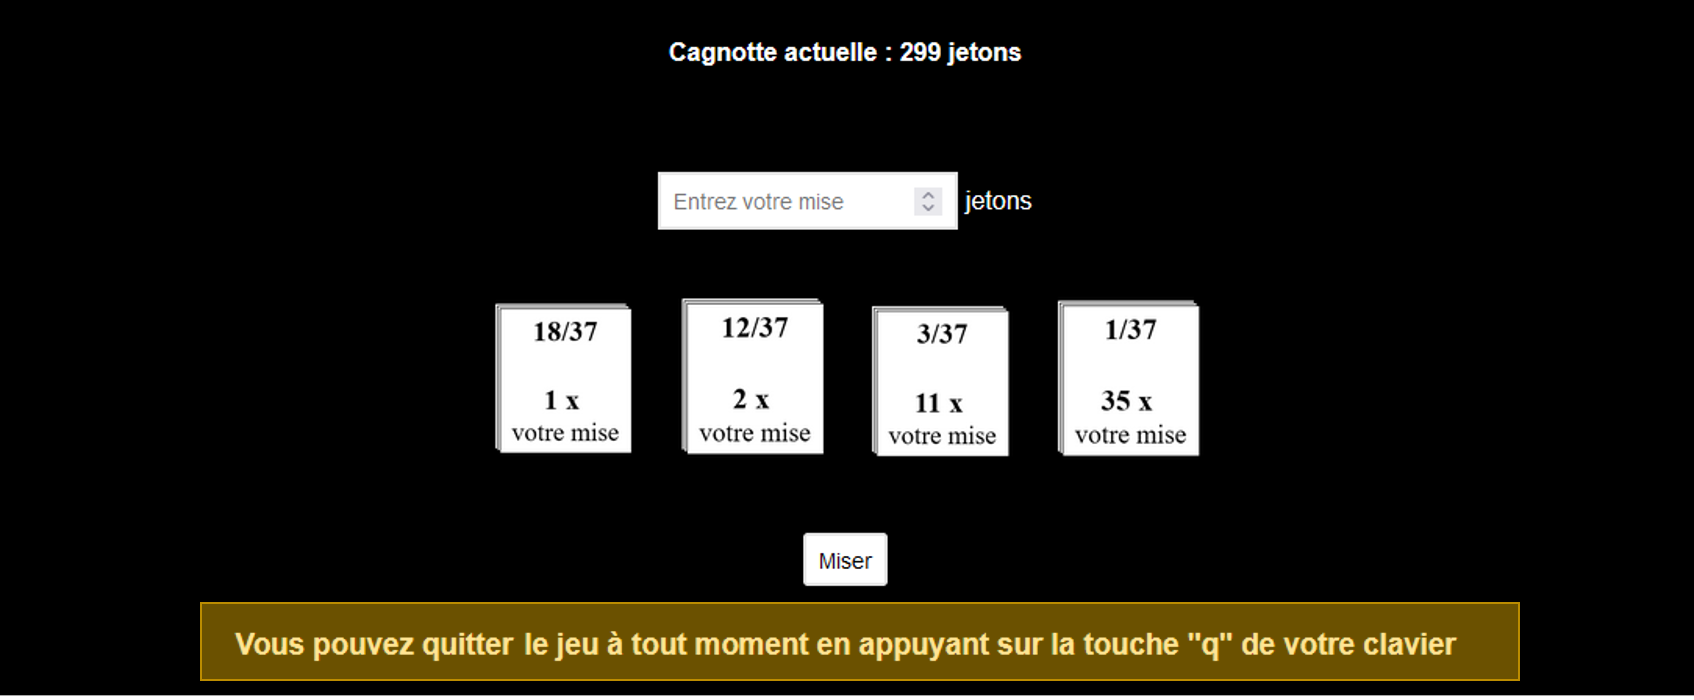 Cagnotte actuelle : 299 jetons
Entrez votre mise jetons
18/37 12/37 3/37 1/37
1 x 2 x 11 x 35 x
votre mise votre mise votre mise votre mise
Miser
Vous pouvez quitter le jeu à tout moment en appuyant sur la touche "q" de votre clavier